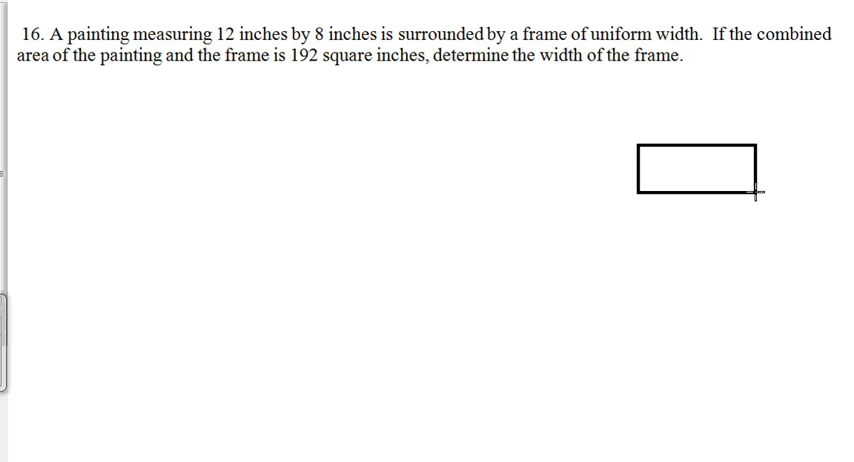 16. A painting measuring 12 inches by 8 inches is surrounded by a frame of uniform width.  If the combined
area of the painting and the frame is 192 square inches, determine the width of the frame.